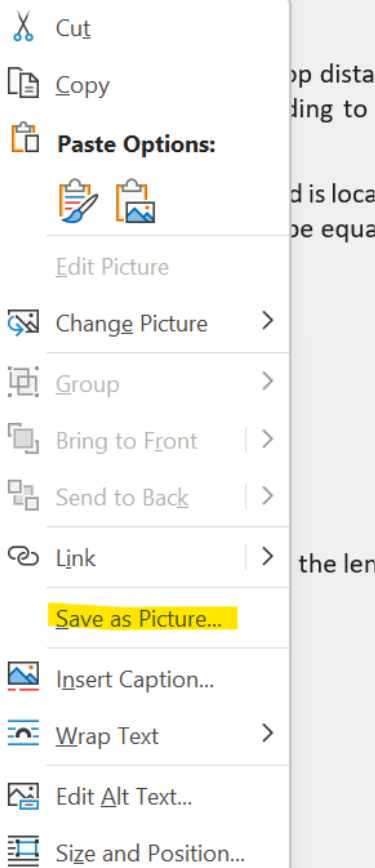 Cut
Copy
op dista
ding to
Paste Options:
d is loca
be equa
Edit Picture
Change Picture
Group
Bring to Front
Send to Back
Link
the len
Save as Picture...
Insert Caption...
Wrap Text
Edit Alt Text...
Size and Position...